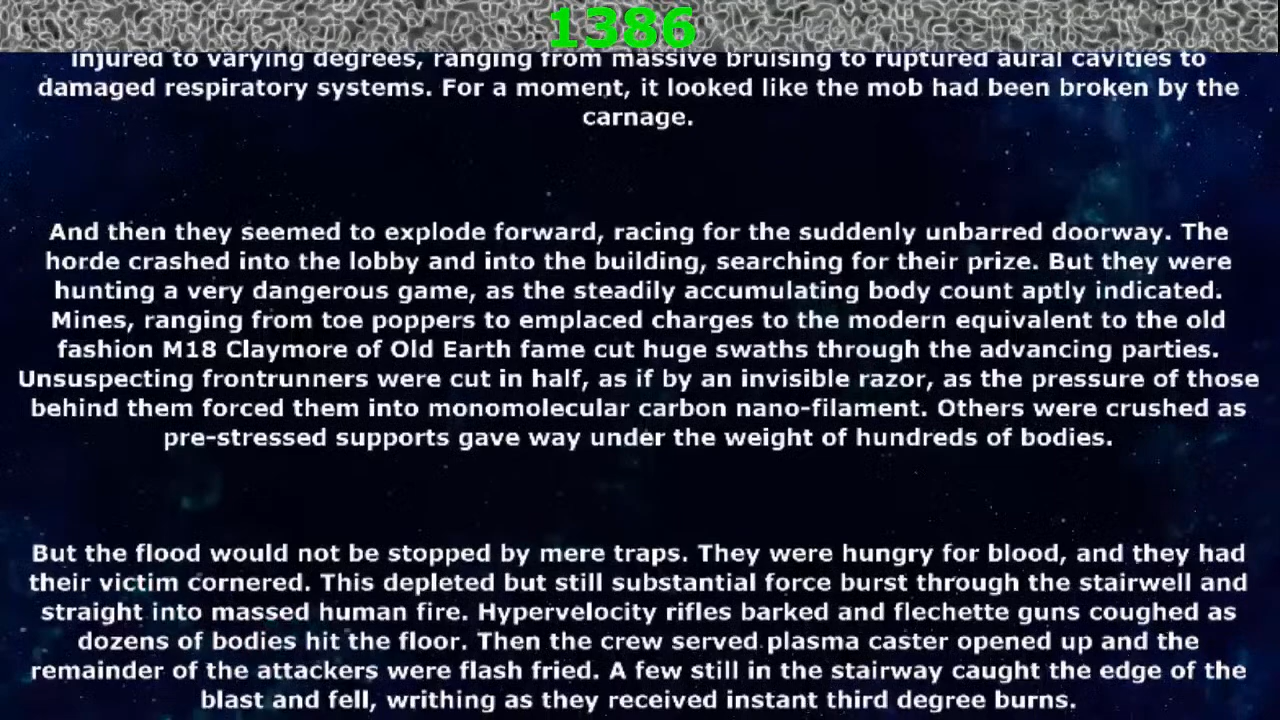 1386
injured to varying degrees, ranging from massive bruising to ruptured aural cavities to
damaged respiratory systems. For a moment, it looked like the mob had been broken by the
carnage.
And then they seemed to explode forward, racing for the suddenly unbarred doorway. The
horde crashed into the lobby and into the building, searching for their prize. But they were
hunting a very dangerous game, as the steadily accumulating body count aptly indicated.
Mines, ranging from toe poppers to emplaced charges to the modern equivalent to the old
fashion M18 Claymore of Old Earth fame cut huge swaths through the advancing parties.
Unsuspecting frontrunners were cut in half, as if by an invisible razor, as the pressure of those
behind them forced them into monomolecular carbon nano-filament. Others were crushed as
pre-stressed supports gave way under the weight of hundreds of bodies.
But the flood would not be stopped by mere traps. They were hungry for blood, and they had
their victim cornered. This depleted but still substantial force burst through the stairwell and
straight into massed human fire. Hypervelocity rifles barked and flechette guns coughed as
dozens of bodies hit the floor. Then the crew served plasma caster opened up and the
remainder of the attackers were flash fried. A few still in the stairway caught the edge of the
blast and fell, writhing as they received instant third degree burns.